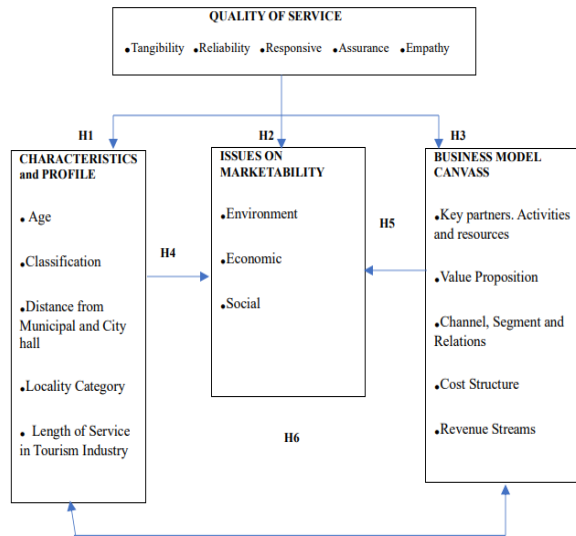 QUALITY OF SERVICE
•Tangibility •Reliability •Responsive •Assurance •Empathy
H1
H2
H3
CHARACTERISTICS
and PROFILE
• Age
•Classification
•Distance from
Municipal and City
hall
•Locality Category
• Length of Service
in Tourism Industry
H4
ISSUES ON
MARKETABILITY
•Environment
•Economic
•Social
H5
BUSINESS MODEL
CANVASS
•Key partners. Activities
and resources
•Value Proposition
•Channel, Segment and
Relations
•Cost Structure
•Revenue Streams
H6